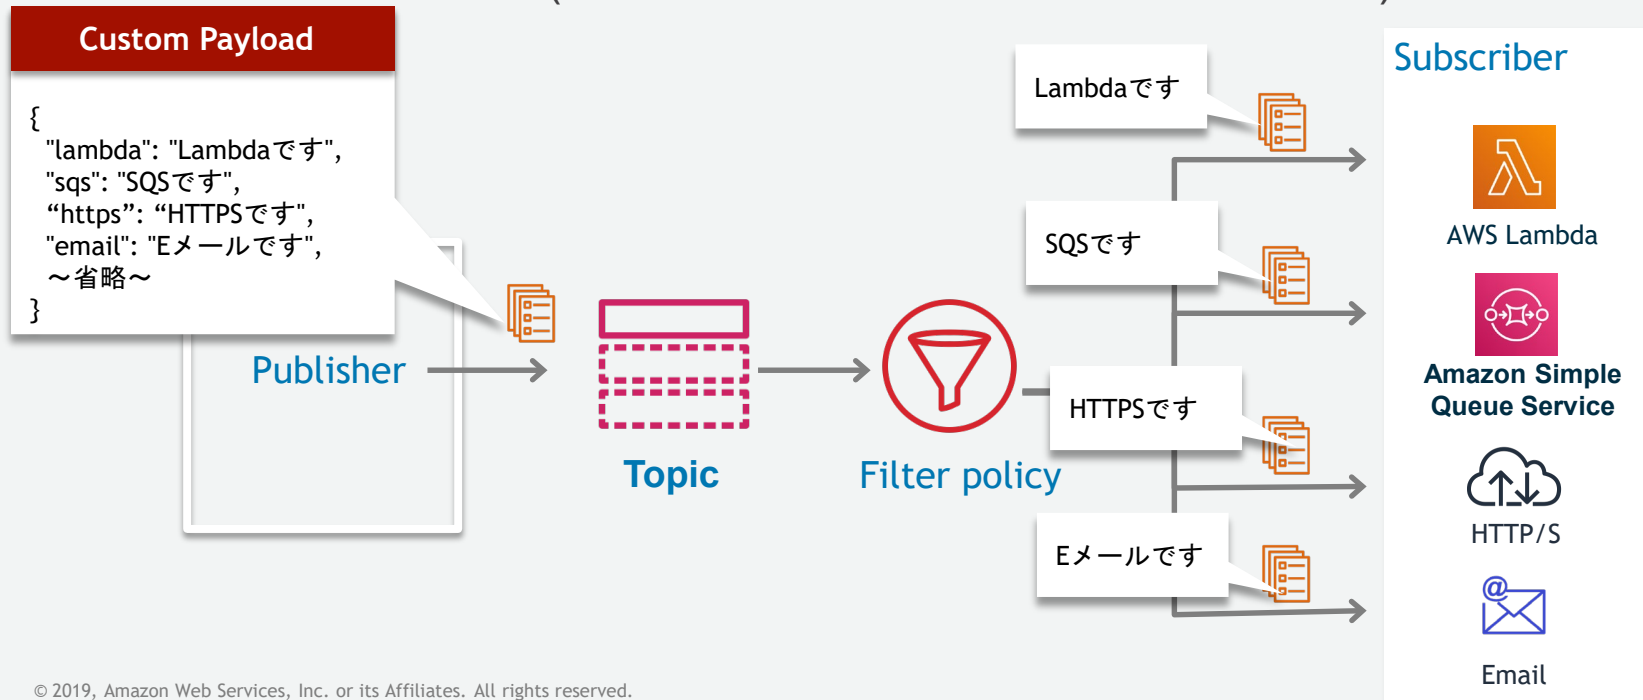 Custom Payload
{
"lambda": "Lambdaです",
"sqs": "SQSです",
“https”: “HTTPSです",
"email": "Eメールです",
～省略～
}
Publisher
Topic
Filter policy
Lambdaです
SQSです
HTTPSです
Eメールです
Subscriber
AWS Lambda
Amazon Simple
Queue Service
HTTP/S
@
Email
© 2019, Amazon Web Services, Inc. or its Affiliates. All rights reserved.